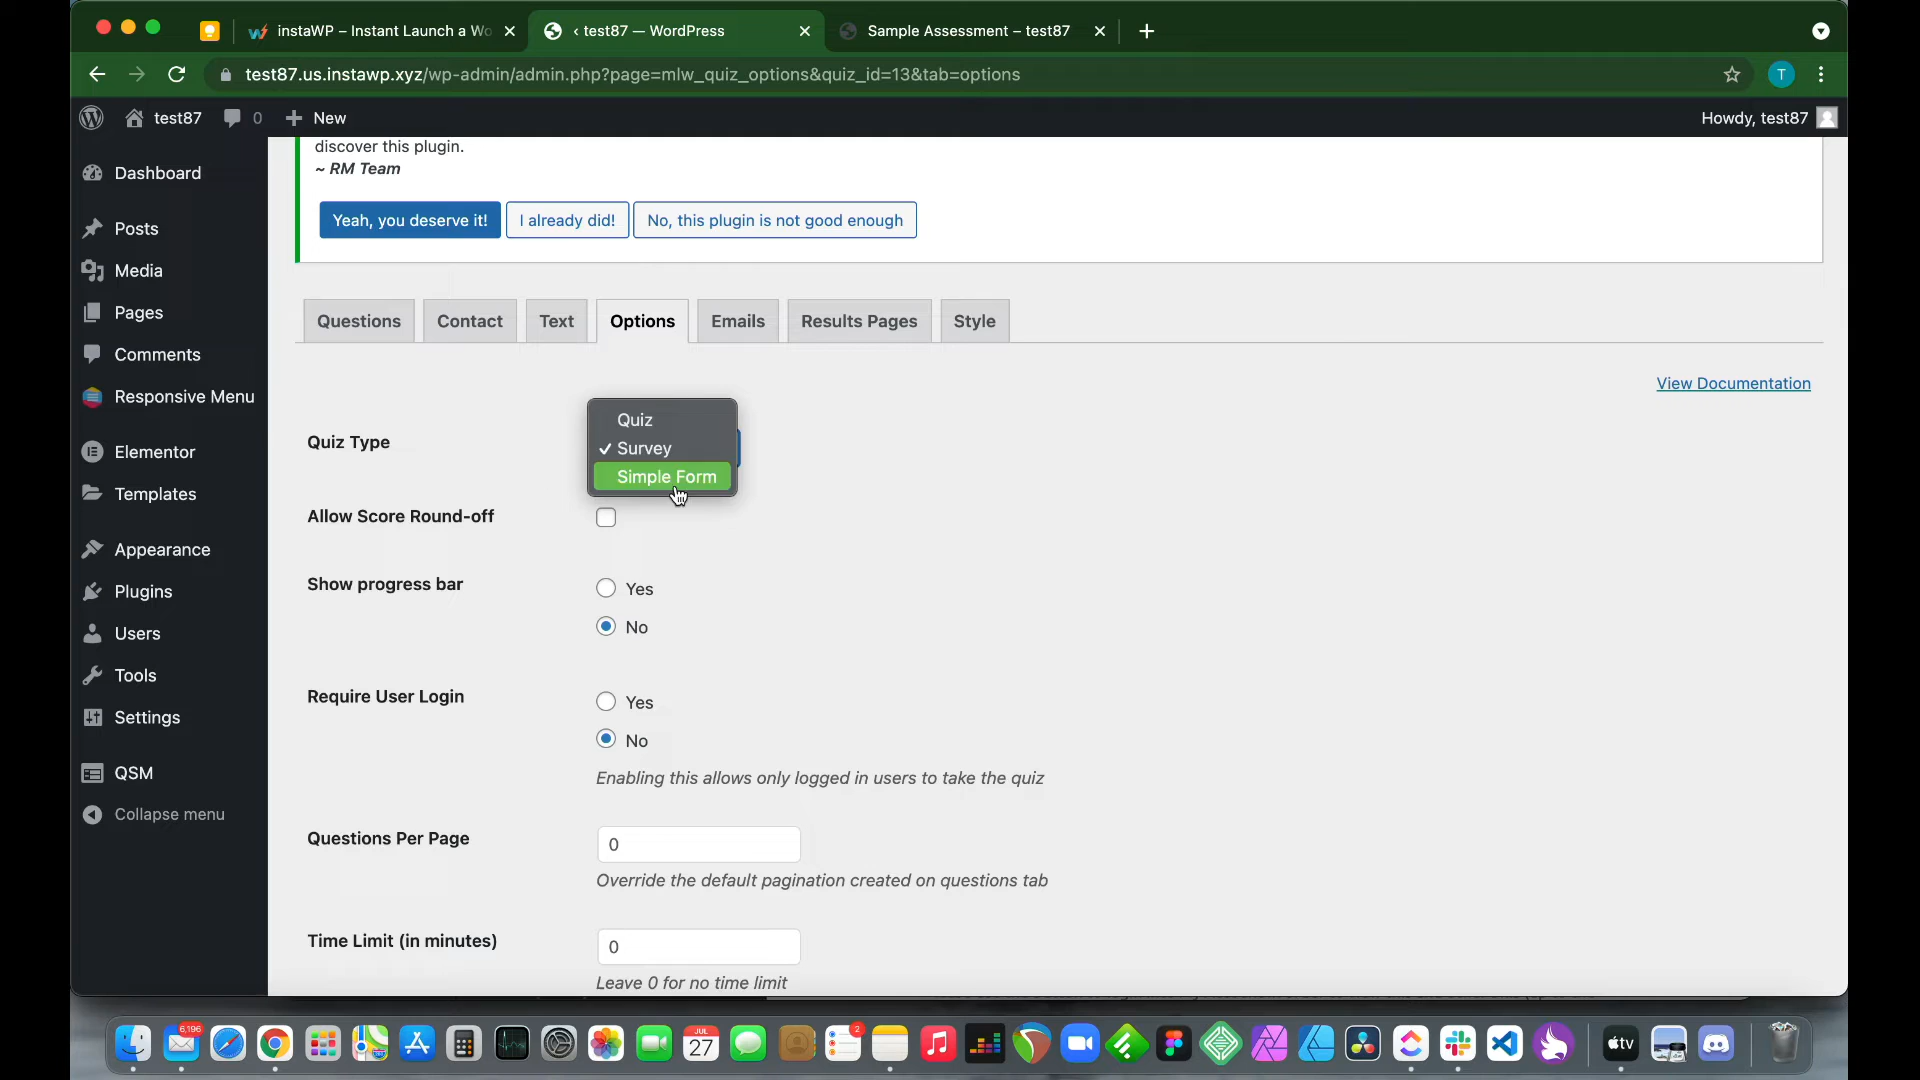 instaWP – Instant Launch a Wo
‹ test87 — WordPress
Sample Assessment – test87
test87.us.instawp.xyz/wp-admin/admin.php?page=mlw_quiz_options&quiz_id=13&tab=options
T
test87
0
New
Howdy, test87
Dashboard
Posts
Media
Pages
Comments
Responsive Menu
Elementor
Templates
Appearance
Plugins
Users
Tools
Settings
QSM
Collapse menu
discover this plugin.
~ RM Team
Yeah, you deserve it!
I already did!
No, this plugin is not good enough
Questions
Contact
Text
Options
Emails
Results Pages
Style
View Documentation
Quiz Type
Quiz
Survey
Simple Form
Allow Score Round-off
Show progress bar
Yes
No
Require User Login
Yes
No
Enabling this allows only logged in users to take the quiz
Questions Per Page
0
Override the default pagination created on questions tab
Time Limit (in minutes)
0
Leave 0 for no time limit
6,196
JUL
27
2
tv